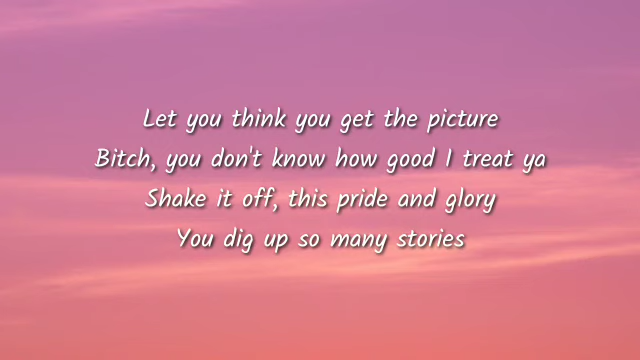 Let you think you get the picture
Bitch, you don't know how good I treat ya
Shake it off, this pride and glory
You dig up so many stories